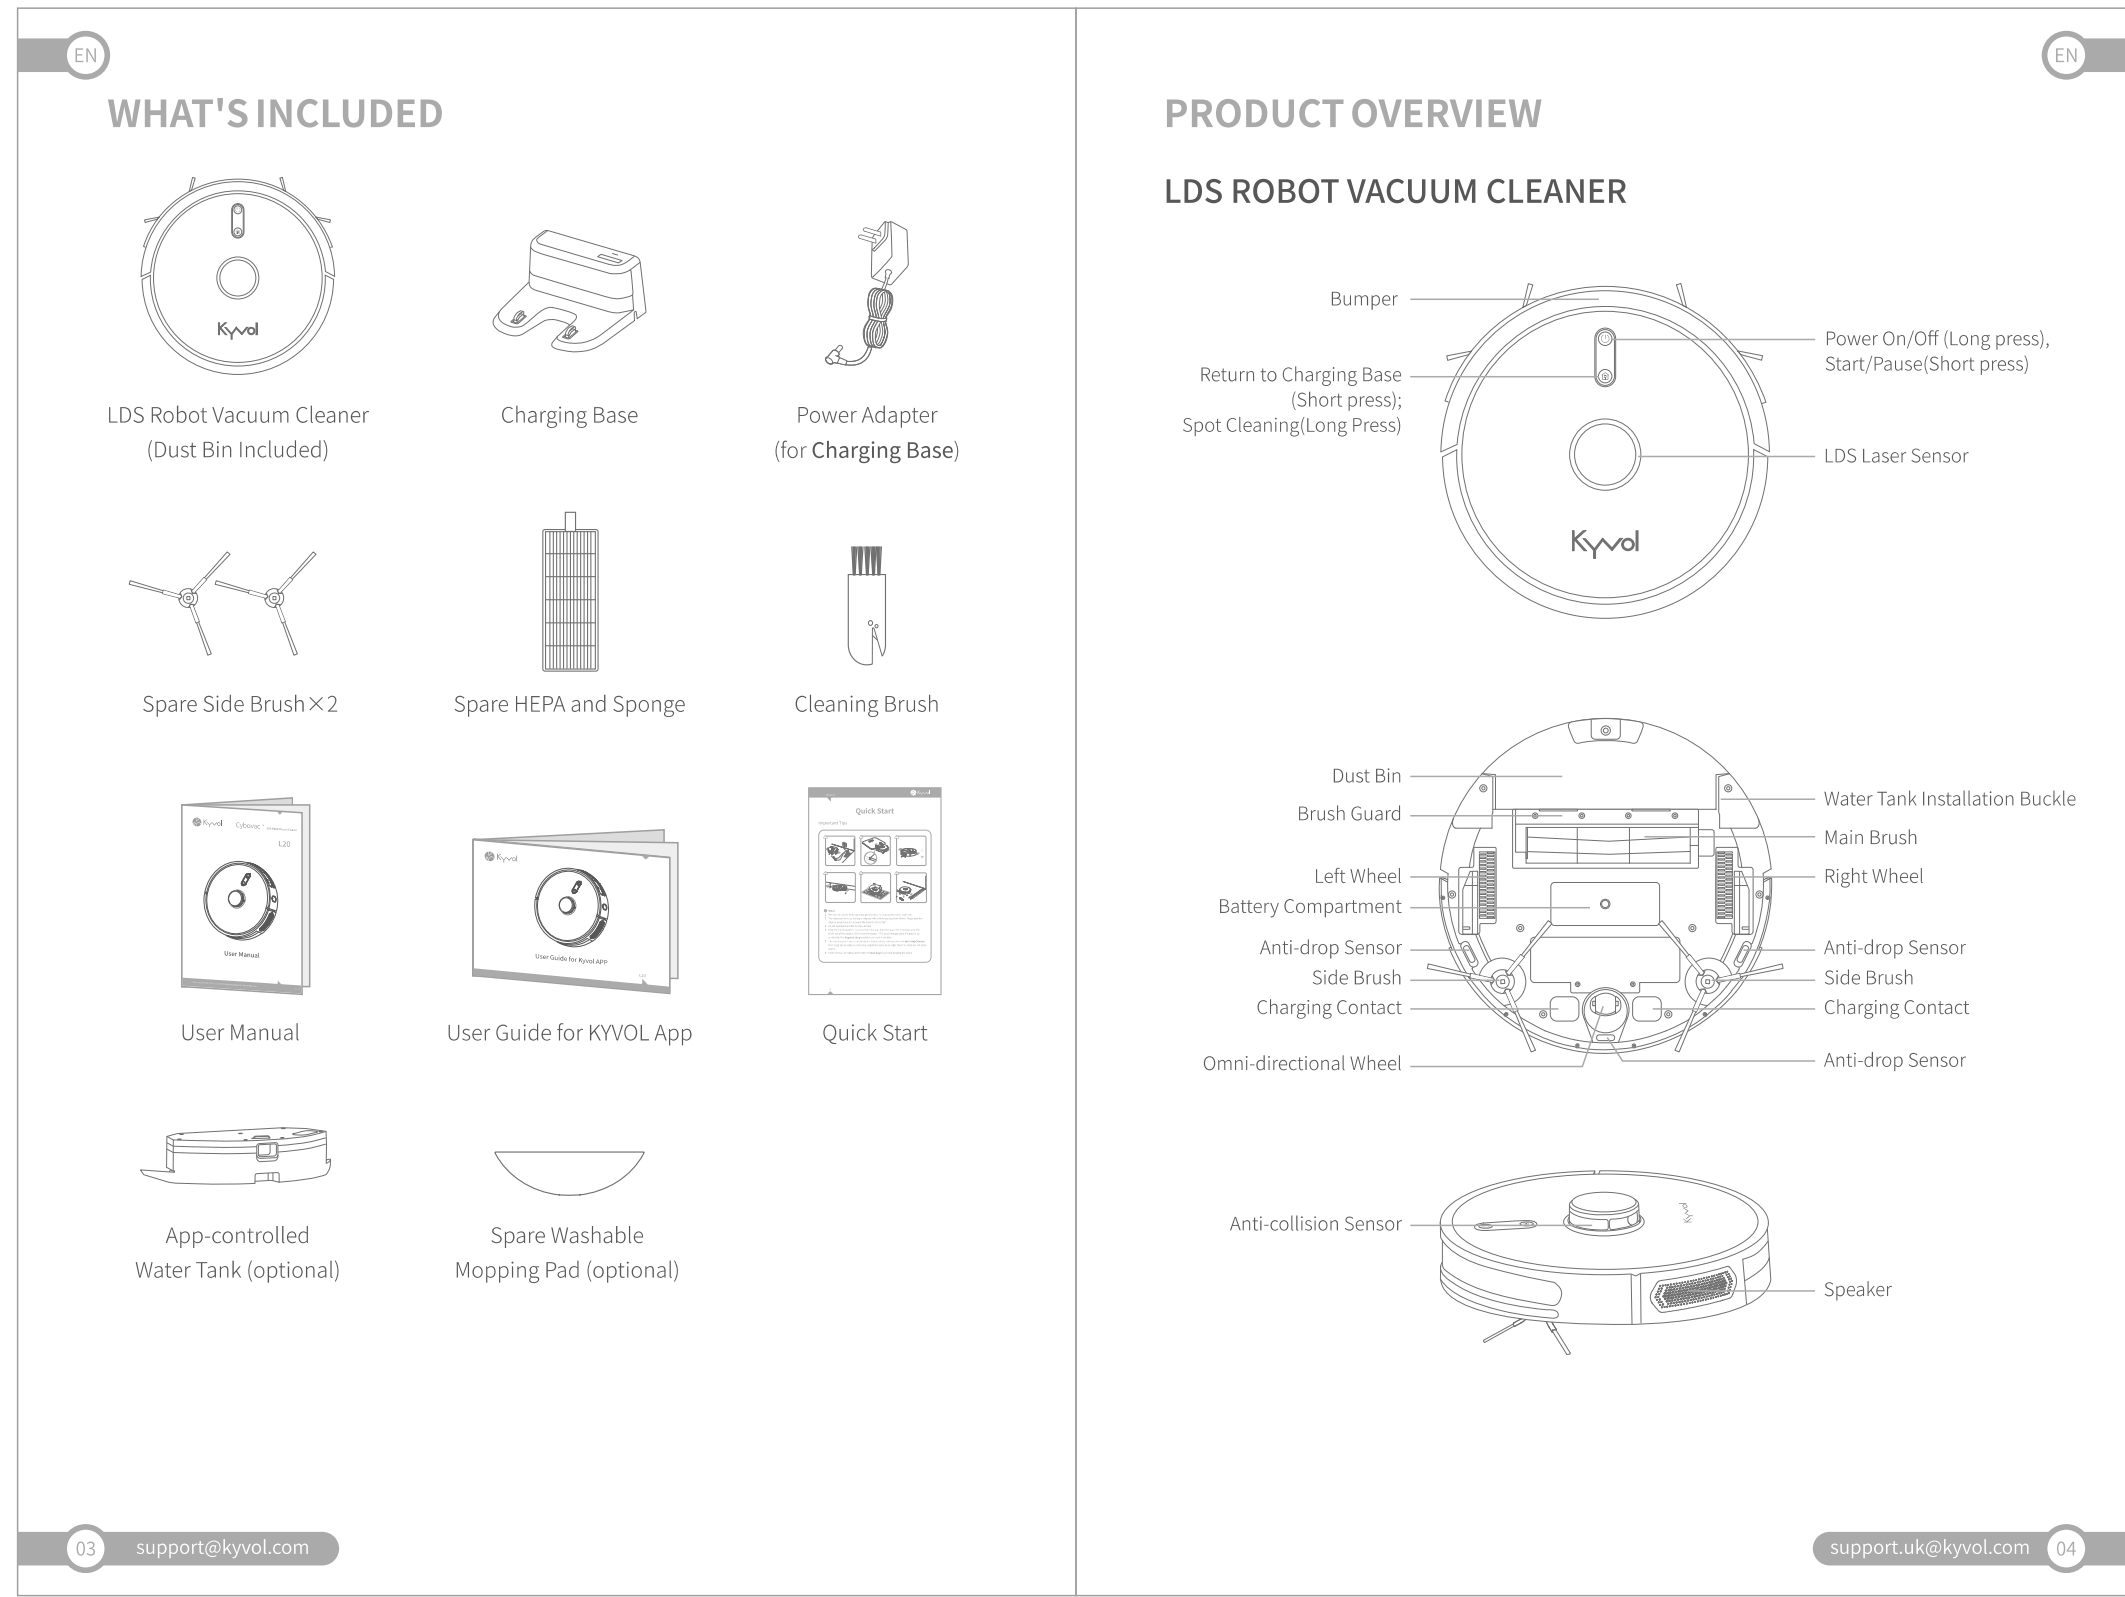 EN
WHAT'S INCLUDED
Kyvol
LDS Robot Vacuum Cleaner
(Dust Bin Included)
Charging Base
Power Adapter
(for Charging Base)
Spare Side Brush×2
Spare HEPA and Sponge
Cleaning Brush
Kyvol
Cybovac
L20
User Manual
User Manual
Kyvol
User Guide for Kyvol APP
L20
User Guide for KYVOL App
Kyvol
Quick Start
Important Tips
Quick Start
App-controlled
Water Tank (optional)
Spare Washable
Mopping Pad (optional)
03
support@kyvol.com
EN
PRODUCT OVERVIEW
LDS ROBOT VACUUM CLEANER
Bumper
Return to Charging Base
(Short press);
Spot Cleaning(Long Press)
Power On/Off (Long press),
Start/Pause(Short press)
LDS Laser Sensor
Kyvol
Dust Bin
Brush Guard
Left Wheel
Battery Compartment
Anti-drop Sensor
Side Brush
Charging Contact
Omni-directional Wheel
Water Tank Installation Buckle
Main Brush
Right Wheel
Anti-drop Sensor
Side Brush
Charging Contact
Anti-drop Sensor
Anti-collision Sensor
Kyvol
Speaker
support.uk@kyvol.com
04